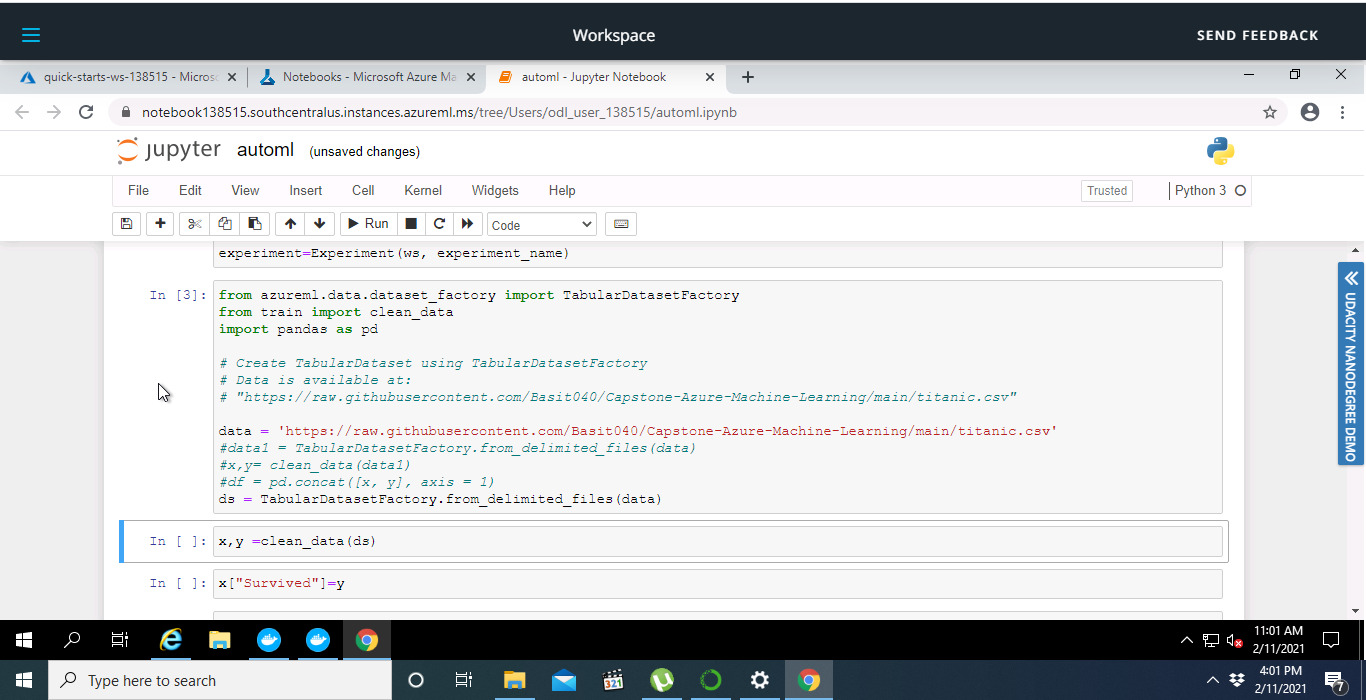 Workspace
SEND FEEDBACK
quick-starts-ws-138515 - Micros
Notebooks - Microsoft Azure Ma
automl - Jupyter Notebook
notebook138515.southcentralus.instances.azureml.ms/tree/Users/odl_user_138515/automl.ipynb
jupyter automl (unsaved changes)
File Edit View Insert Cell Kernel Widgets Help
Trusted
Python 3
Run
Code
experiment=Experiment(ws, experiment_name)
In [3]: from azureml.data.dataset_factory import TabularDatasetFactory
from train import clean_data
import pandas as pd
# Create TabularDataset using TabularDatasetFactory
# Data is available at:
# "https://raw.githubusercontent.com/Basit040/Capstone-Azure-Machine-Learning/main/titanic.csv"
data = 'https://raw.githubusercontent.com/Basit040/Capstone-Azure-Machine-Learning/main/titanic.csv'
#data1 = TabularDatasetFactory.from_delimited_files(data)
#x,y= clean_data(data1)
#df = pd.concat([x, y], axis = 1)
ds = TabularDatasetFactory.from_delimited_files(data)
In [ ]: x,y =clean_data(ds)
In [ ]: x["Survived"]=y
UDACITY NANODEGREE DEMO
11:01 AM
2/11/2021
Type here to search
321
4:01 PM
2/11/2021
7